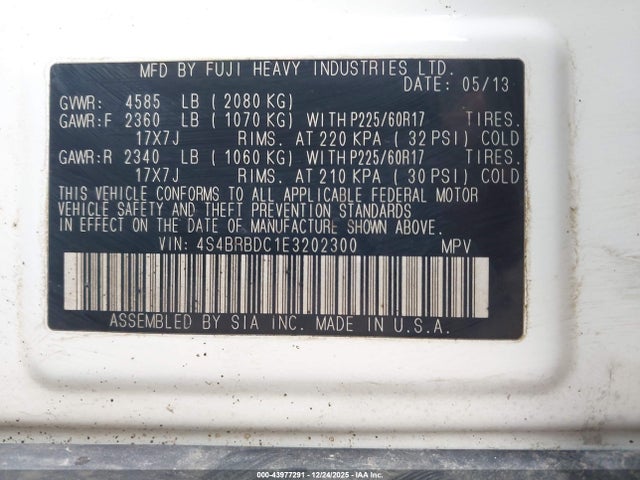 MFD BY FUJI HEAVY INDUSTRIES LTD.
DATE: 05/13
GVWR: 4585 LB ( 2080 KG)
GAWR:F 2360 LB ( 1070 KG) WITH P225/60R17 TIRES.
17X7J RIMS. AT 220 KPA ( 32 PSI) COLD
GAWR:R 2340 LB ( 1060 KG) WITH P225/60R17 TIRES.
17X7J RIMS. AT 210 KPA ( 30 PSI) COLD
THIS VEHICLE CONFORMS TO ALL APPLICABLE FEDERAL MOTOR
VEHICLE SAFETY AND THEFT PREVENTION STANDARDS
IN EFFECT ON THE DATE OF MANUFACTURE SHOWN ABOVE.
VIN: 4S4BRBDC1E3202300 MPV
ASSEMBLED BY SIA INC. MADE IN U.S.A.
000-43977291 - 12/24/2025 - IAAI.COM